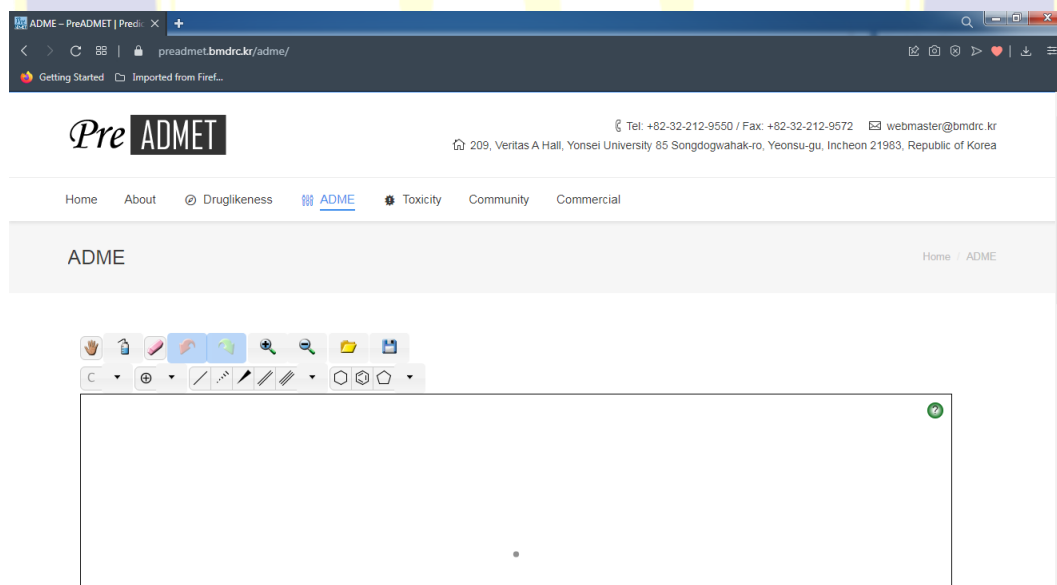 ADME – PreADMET | Predic
preadmet.bmdrc.kr/adme/
Getting Started Imported from Firef...
Pre ADMET
Tel: +82-32-212-9550 / Fax: +82-32-212-9572 webmaster@bmdrc.kr
209, Veritas A Hall, Yonsei University 85 Songdogwahak-ro, Yeonsu-gu, Incheon 21983, Republic of Korea
Home About Druglikeness ADME Toxicity Community Commercial
ADME
Home / ADME
C